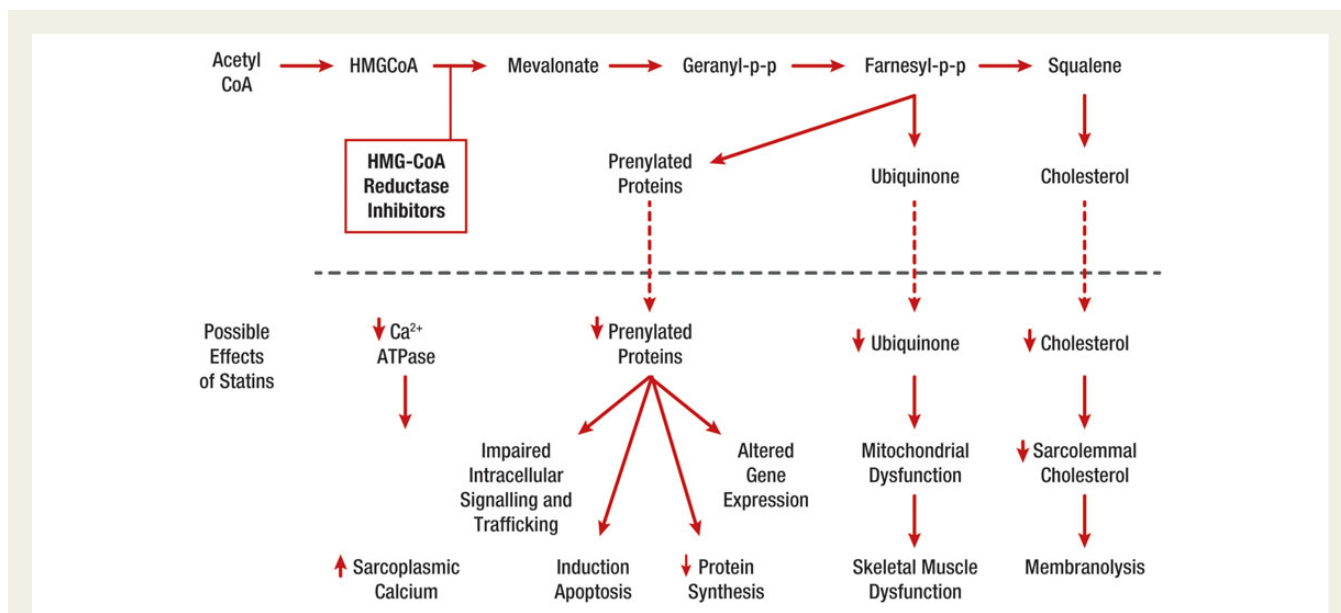 Acetyl
CoA
HMGCoA
Mevalonate
Geranyl-p-p
Farnesyl-p-p
Squalene
HMG-CoA
Reductase
Inhibitors
Prenylated
Proteins
Ubiquinone
Cholesterol
Possible
Effects
of Statins
Ca²⁺
ATPase
Prenylated
Proteins
Ubiquinone
Cholesterol
Impaired
Intracellular
Signalling and
Trafficking
Altered
Gene
Expression
Mitochondrial
Dysfunction
Sarcolemmal
Cholesterol
Sarcoplasmic
Calcium
Induction
Apoptosis
Protein
Synthesis
Skeletal Muscle
Dysfunction
Membranolysis